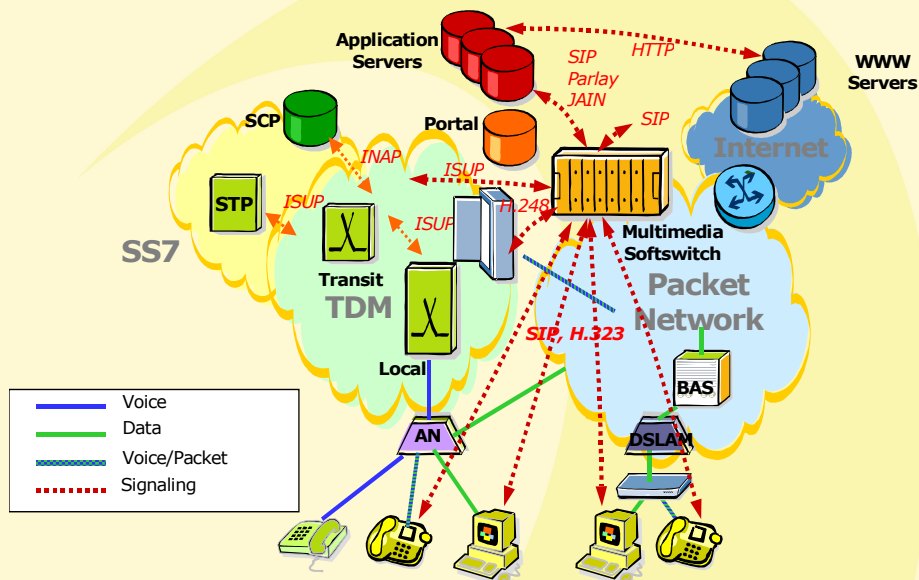 Application
Servers
HTTP
WWW
Servers
SIP
Parlay
JAIN
SCP
Portal
SIP
Internet
INAP
ISUP
STP
ISUP
ISUP
H.248
SS7
Transit
Multimedia
Softswitch
TDM
Packet
Network
SIP, H.323
Local
BAS
AN
DSLAM
Voice
Data
Voice/Packet
Signaling